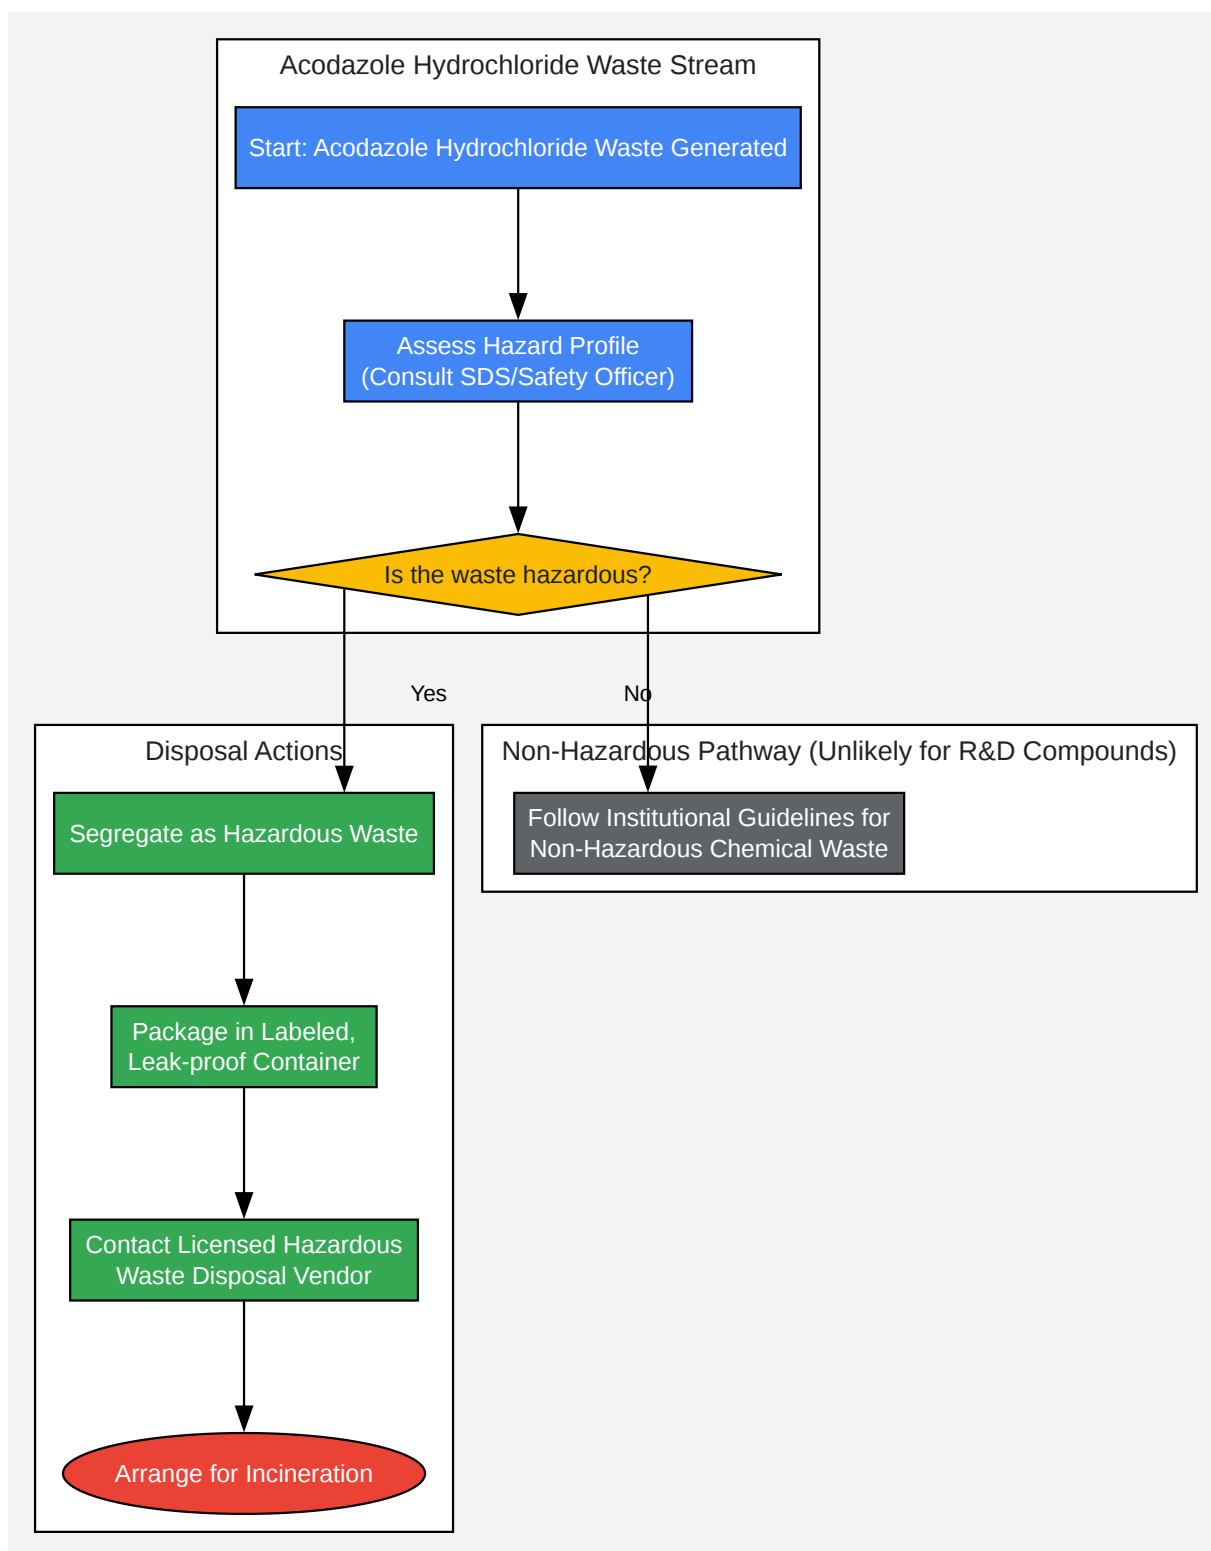 Acodazole Hydrochloride Waste Stream
Start: Acodazole Hydrochloride Waste Generated
Assess Hazard Profile
(Consult SDS/Safety Officer)
Is the waste hazardous?
Yes
No
Disposal Actions
Segregate as Hazardous Waste
Package in Labeled,
Leak-proof Container
Contact Licensed Hazardous
Waste Disposal Vendor
Arrange for Incineration
Non-Hazardous Pathway (Unlikely for R&D Compounds)
Follow Institutional Guidelines for
Non-Hazardous Chemical Waste